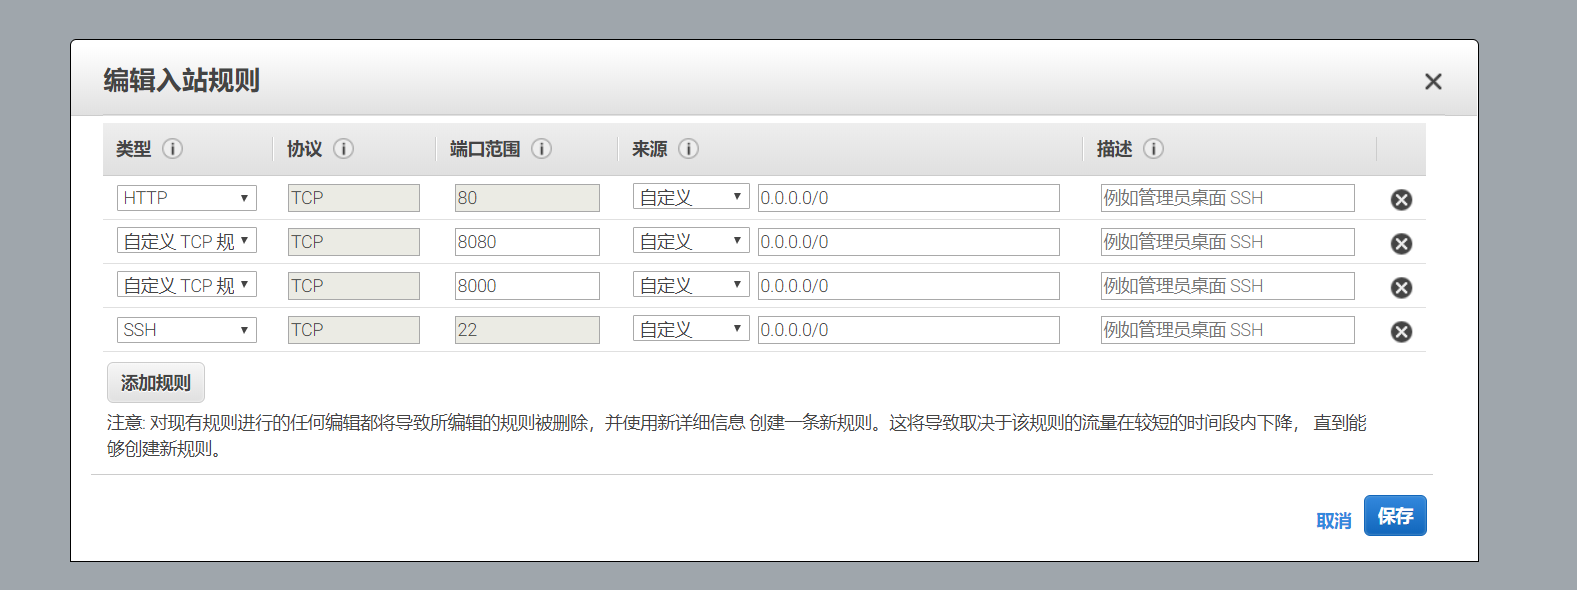 编辑入站规则
类型 协议 端口范围 来源 描述
HTTP TCP 80 自定义 0.0.0.0/0 例如管理员桌面 SSH
自定义 TCP 规 TCP 8080 自定义 0.0.0.0/0 例如管理员桌面 SSH
自定义 TCP 规 TCP 8000 自定义 0.0.0.0/0 例如管理员桌面 SSH
SSH TCP 22 自定义 0.0.0.0/0 例如管理员桌面 SSH
添加规则
注意: 对现有规则进行的任何编辑都将导致所编辑的规则被删除，并使用新详细信息 创建一条新规则。这将导致取决于该规则的流量在较短的时间段内下降， 直到能
够创建新规则。
取消 保存